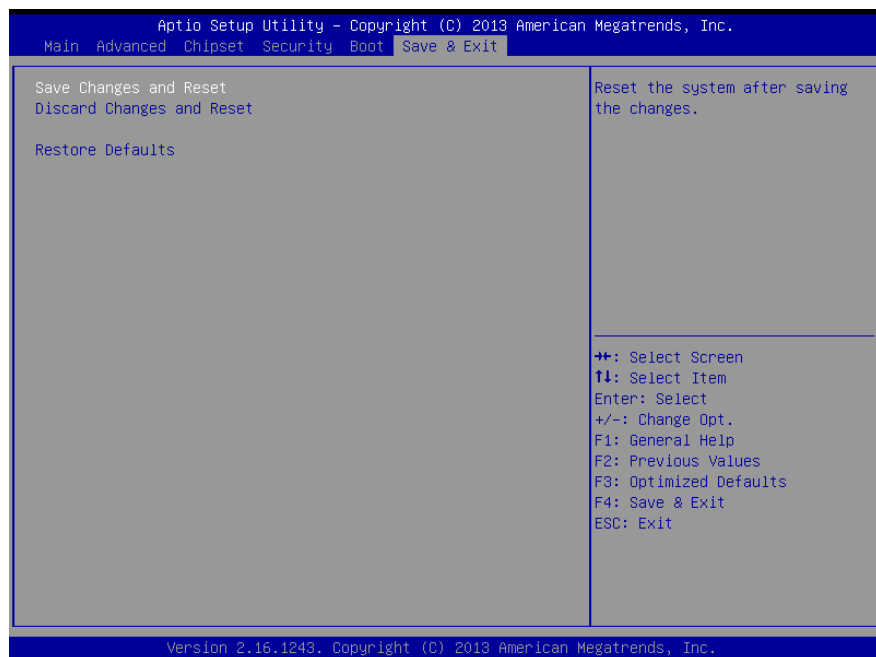 Aptio Setup Utility – Copyright (C) 2013 American Megatrends, Inc.
Main Advanced Chipset Security Boot Save & Exit
Save Changes and Reset
Discard Changes and Reset
Restore Defaults
Reset the system after saving
the changes.
→←: Select Screen
↑↓: Select Item
Enter: Select
+/-: Change Opt.
F1: General Help
F2: Previous Values
F3: Optimized Defaults
F4: Save & Exit
ESC: Exit
Version 2.16.1243. Copyright (C) 2013 American Megatrends, Inc.